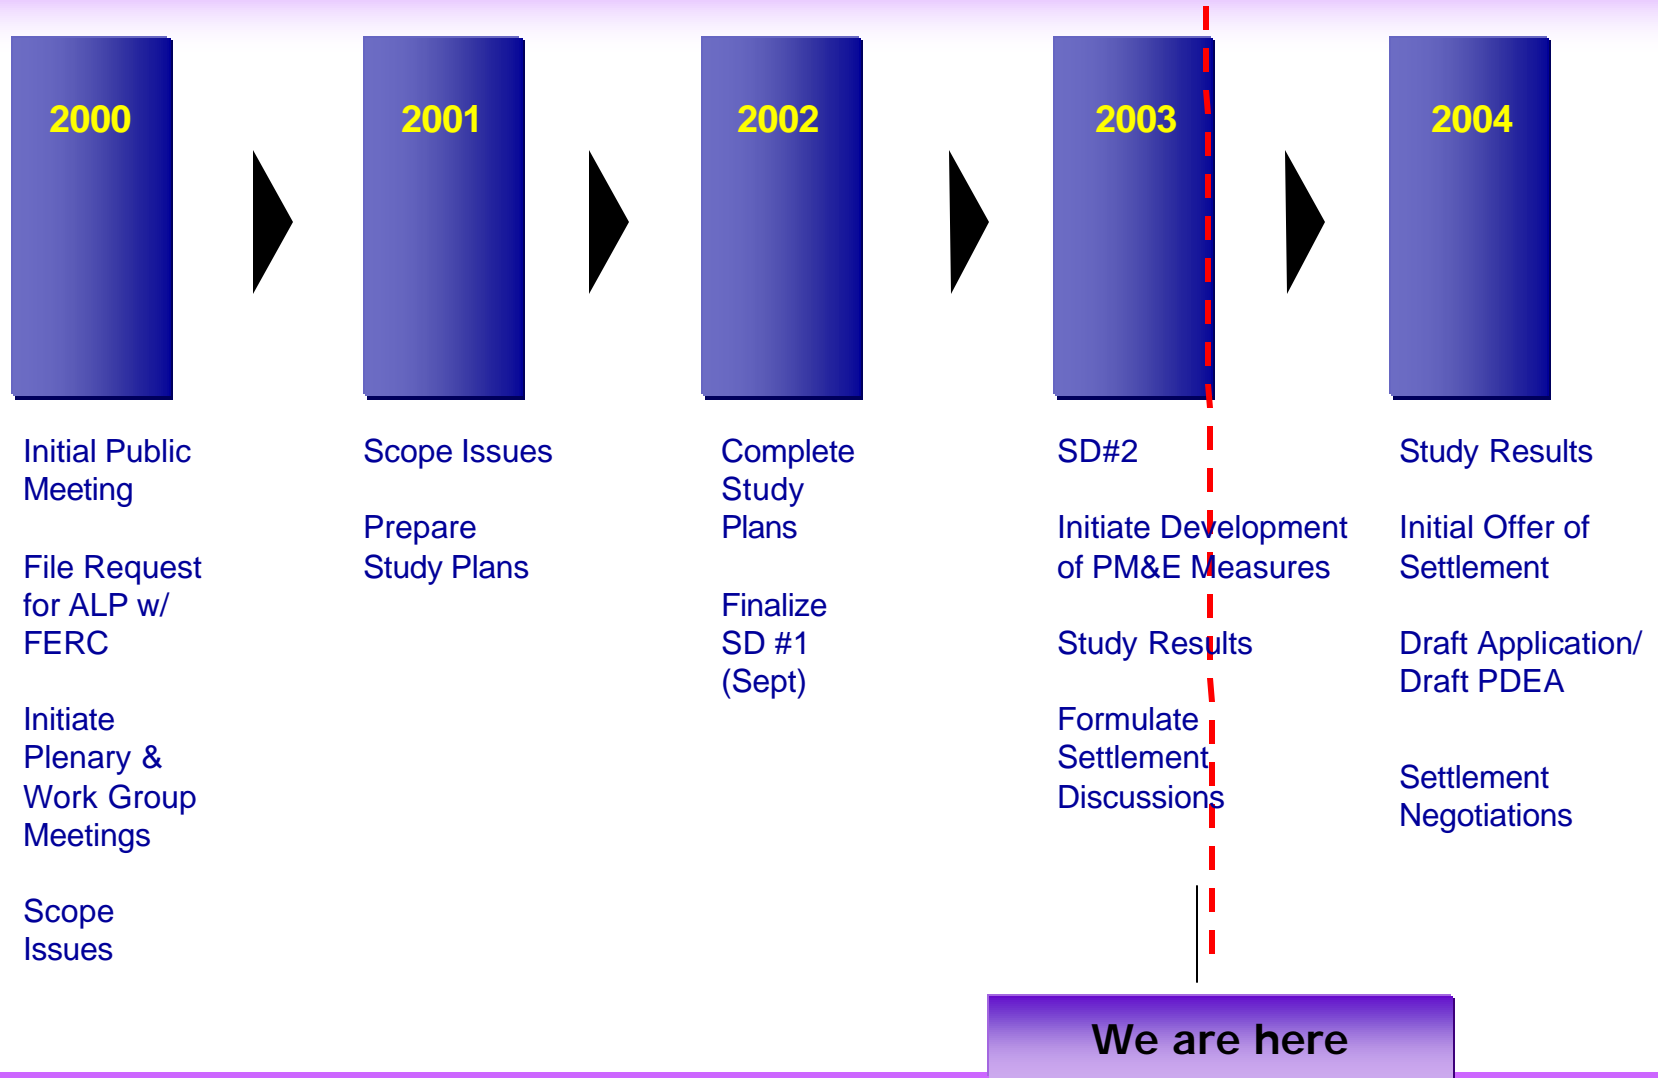 2000
2001
2002
2003
2004
Initial Public
Meeting
File Request
for ALP w/
FERC
Initiate
Plenary &
Work Group
Meetings
Scope
Issues
Scope Issues
Prepare
Study Plans
Complete
Study
Plans
Finalize
SD #1
(Sept)
SD#2
Initiate Development
of PM&E Measures
Study Results
Formulate
Settlement
Discussions
Study Results
Initial Offer of
Settlement
Draft Application/
Draft PDEA
Settlement
Negotiations
We are here